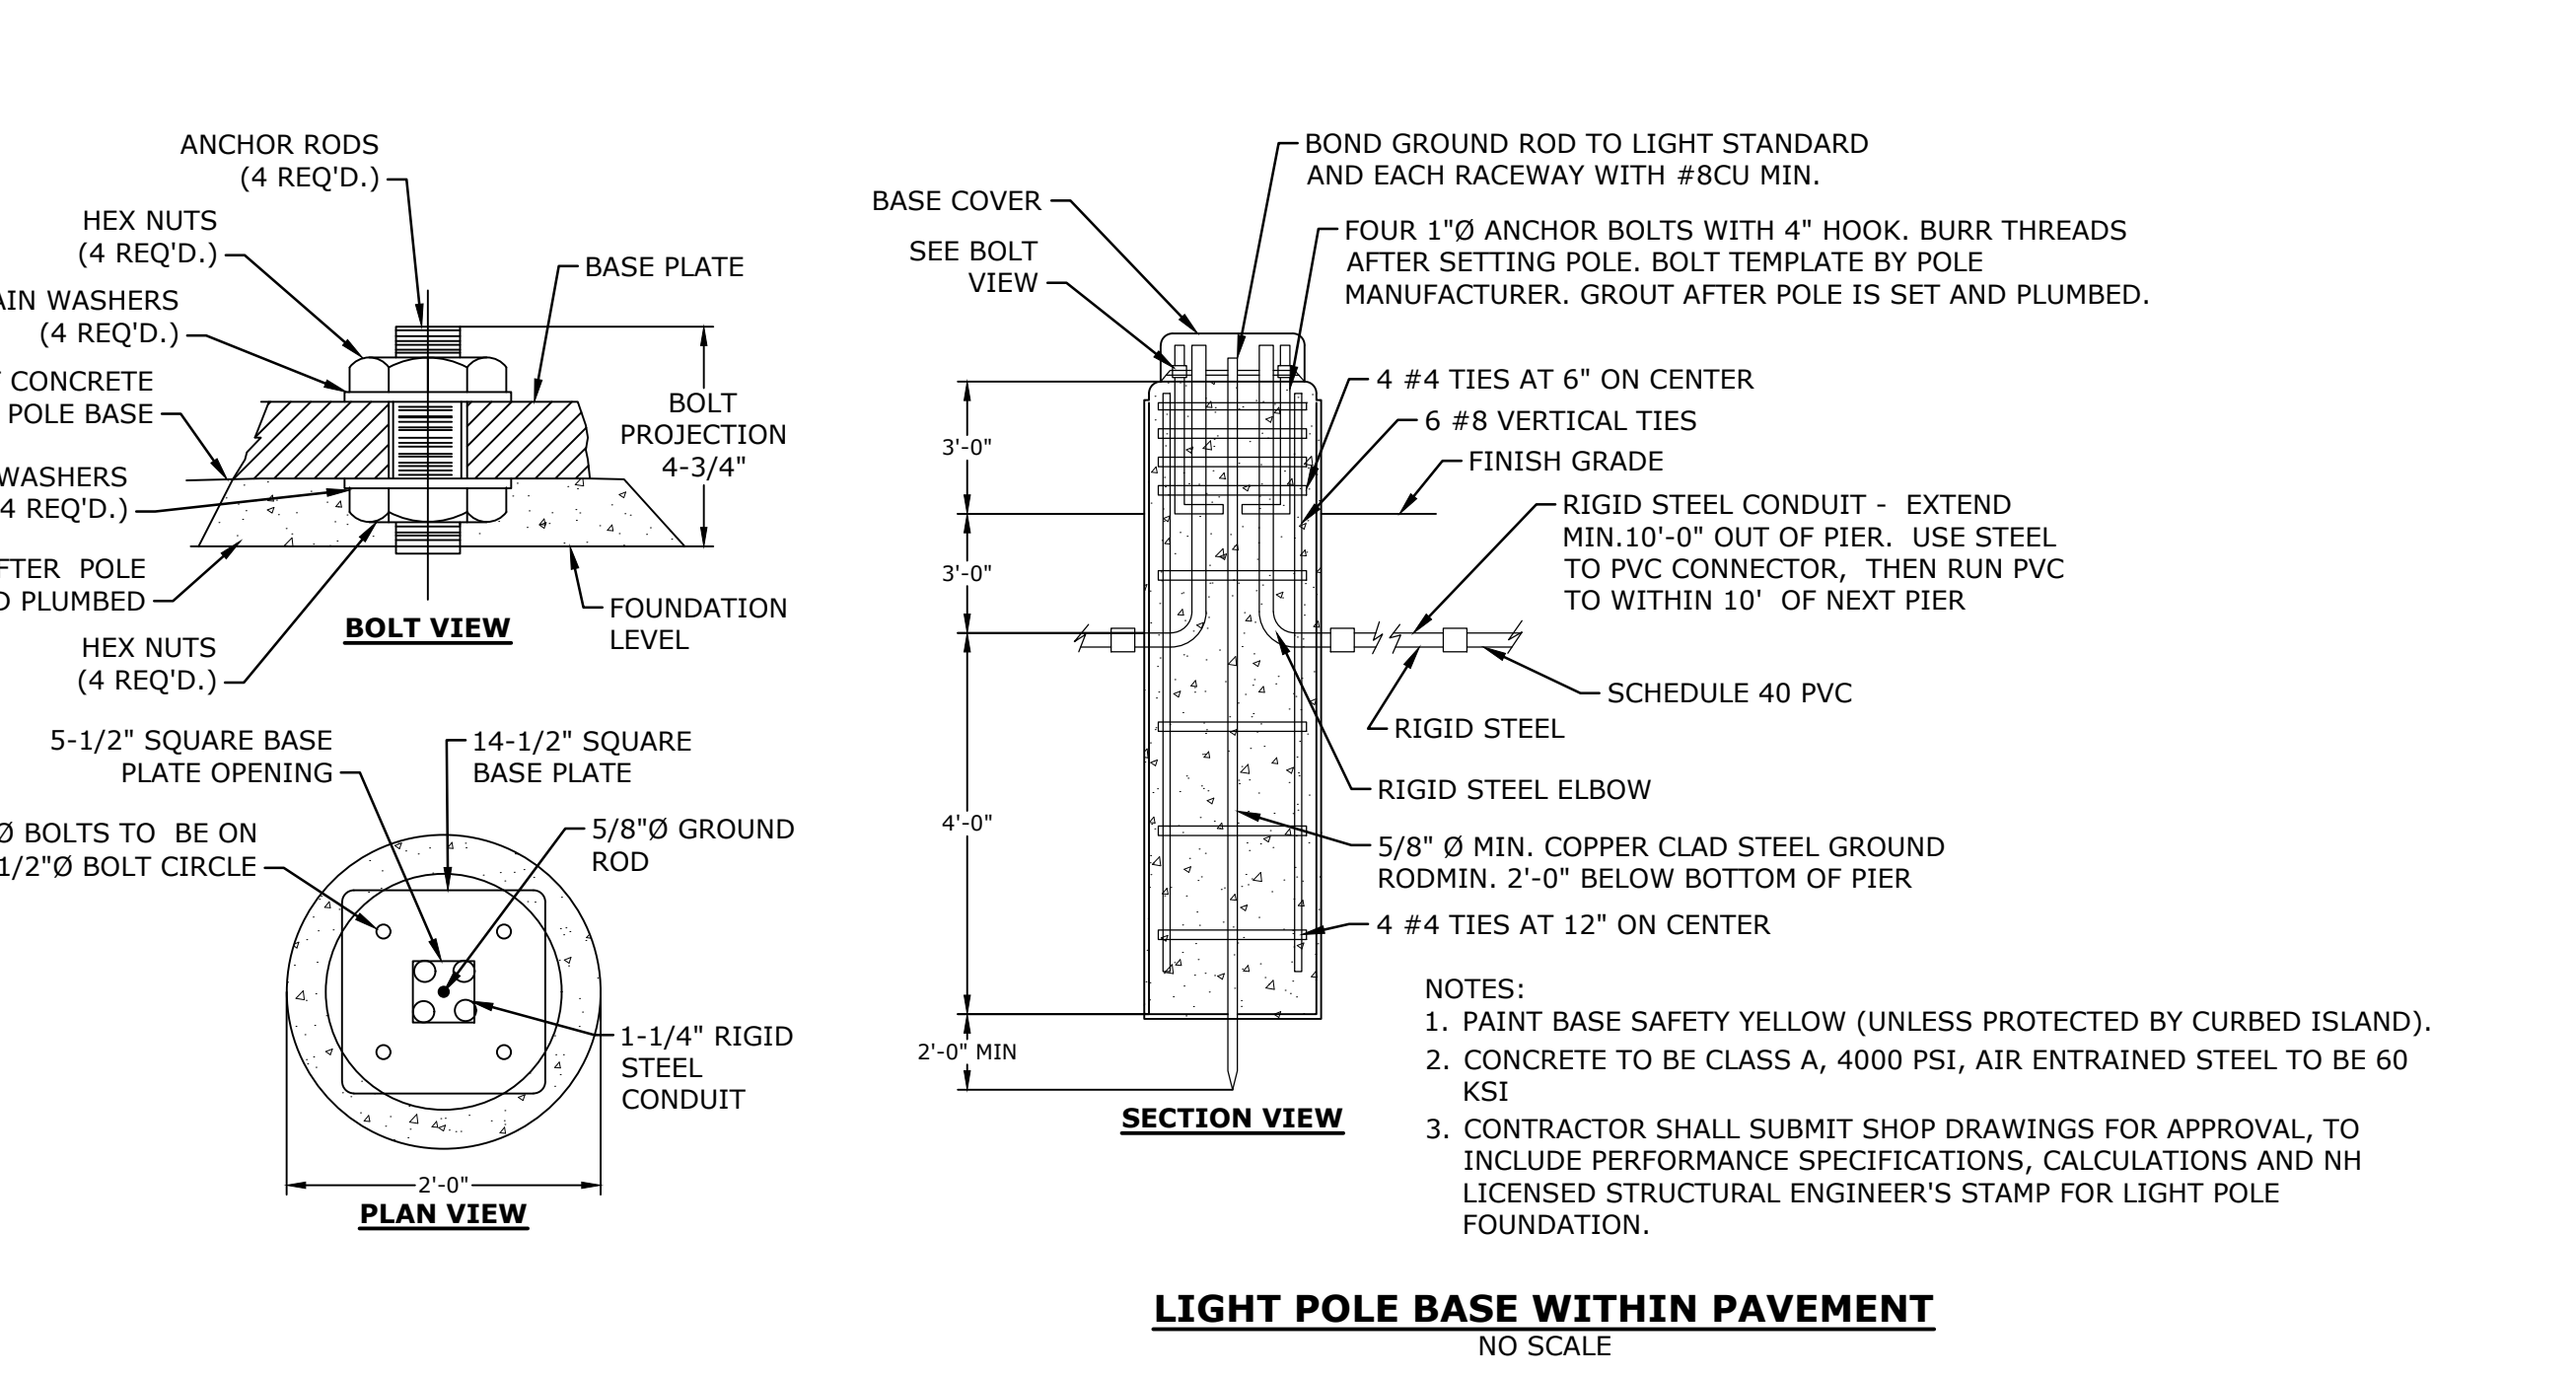 ANCHOR RODS
(4 REQ'D.)
HEX NUTS
(4 REQ'D.)
WASHERS
(4 REQ'D.)
CONCRETE
POLE BASE
WASHERS
4 REQ'D.)
POLE
PLUMBED
HEX NUTS
(4 REQ'D.)
BASE PLATE
BOLT
PROJECTION
4-3/4"
FOUNDATION
LEVEL
BOLT VIEW
5-1/2" SQUARE BASE
PLATE OPENING
14-1/2" SQUARE
BASE PLATE
Ø BOLTS TO BE ON
1/2"Ø BOLT CIRCLE
5/8"Ø GROUND
ROD
1-1/4" RIGID
STEEL
CONDUIT
2'-0"
PLAN VIEW
BASE COVER
SEE BOLT
VIEW
BOND GROUND ROD TO LIGHT STANDARD
AND EACH RACEWAY WITH #8CU MIN.
FOUR 1"Ø ANCHOR BOLTS WITH 4" HOOK. BURR THREADS
AFTER SETTING POLE. BOLT TEMPLATE BY POLE
MANUFACTURER. GROUT AFTER POLE IS SET AND PLUMBED.
4 #4 TIES AT 6" ON CENTER
6 #8 VERTICAL TIES
FINISH GRADE
RIGID STEEL CONDUIT - EXTEND
MIN.10'-0" OUT OF PIER. USE STEEL
TO PVC CONNECTOR, THEN RUN PVC
TO WITHIN 10' OF NEXT PIER
SCHEDULE 40 PVC
RIGID STEEL
RIGID STEEL ELBOW
5/8" Ø MIN. COPPER CLAD STEEL GROUND
RODMIN. 2'-0" BELOW BOTTOM OF PIER
4 #4 TIES AT 12" ON CENTER
3'-0"
3'-0"
4'-0"
2'-0" MIN
SECTION VIEW
NOTES:
1. PAINT BASE SAFETY YELLOW (UNLESS PROTECTED BY CURBED ISLAND).
2. CONCRETE TO BE CLASS A, 4000 PSI, AIR ENTRAINED STEEL TO BE 60
KSI
3. CONTRACTOR SHALL SUBMIT SHOP DRAWINGS FOR APPROVAL, TO
INCLUDE PERFORMANCE SPECIFICATIONS, CALCULATIONS AND NH
LICENSED STRUCTURAL ENGINEER'S STAMP FOR LIGHT POLE
FOUNDATION.
LIGHT POLE BASE WITHIN PAVEMENT
NO SCALE